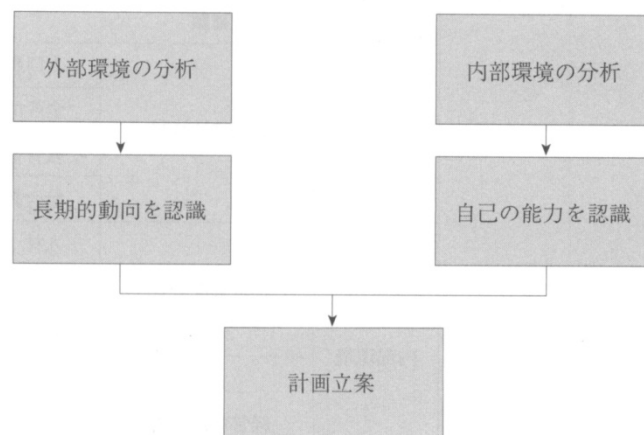 外部環境の分析
内部環境の分析
長期的動向を認識
自己の能力を認識
計画立案